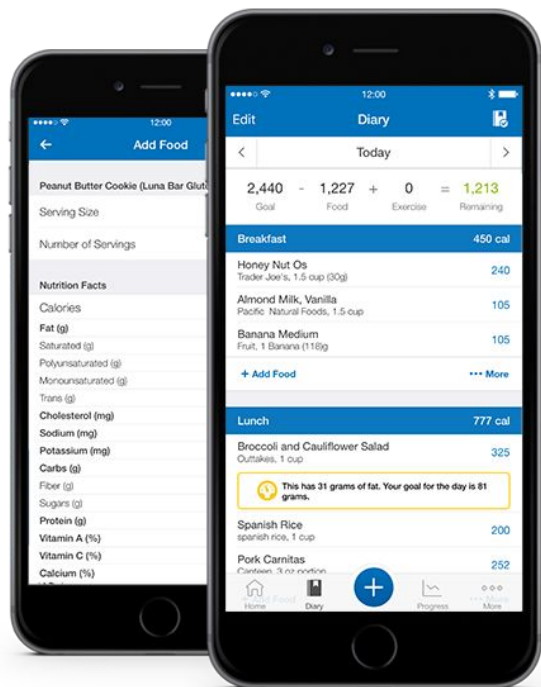 12:00
Add Food
Peanut Butter Cookie (Luna Bar
Serving Size
Number of Servings
Nutrition Facts
Calories
Fat (g)
Saturated (g)
Polyunsaturated (g)
Monounsaturated (g)
Trans (g)
Cholesterol (mg)
Sodium (mg)
Potassium (mg)
Carbs (g)
Fiber (g)
Sugars (g)
Protein (g)
Vitamin A (%)
Vitamin C (%)
Calcium (%)
12:00
Edit Diary
< Today >
2,440 - 1,227 + 0 = 1,213
Goal Food Exercise Remaining
Breakfast 450 cal
Honey Nut Os 240
Trader Joe's, 1.5 cup (30g)
Almond Milk, Vanilla 105
Pacific Natural Foods, 1.5 cup
Banana Medium 105
Fruit, 1 Banana (118)g
+ Add Food ••• More
Lunch 777 cal
Broccoli and Cauliflower Salad 325
Outtakes, 1 cup
This has 31 grams of fat. Your goal for the day is 81
grams.
Spanish Rice 200
spanish rice, 1 cup
Pork Carnitas 252
Canteen, 3 oz portion
+ Add Food ••• More
Home Diary + Progress More